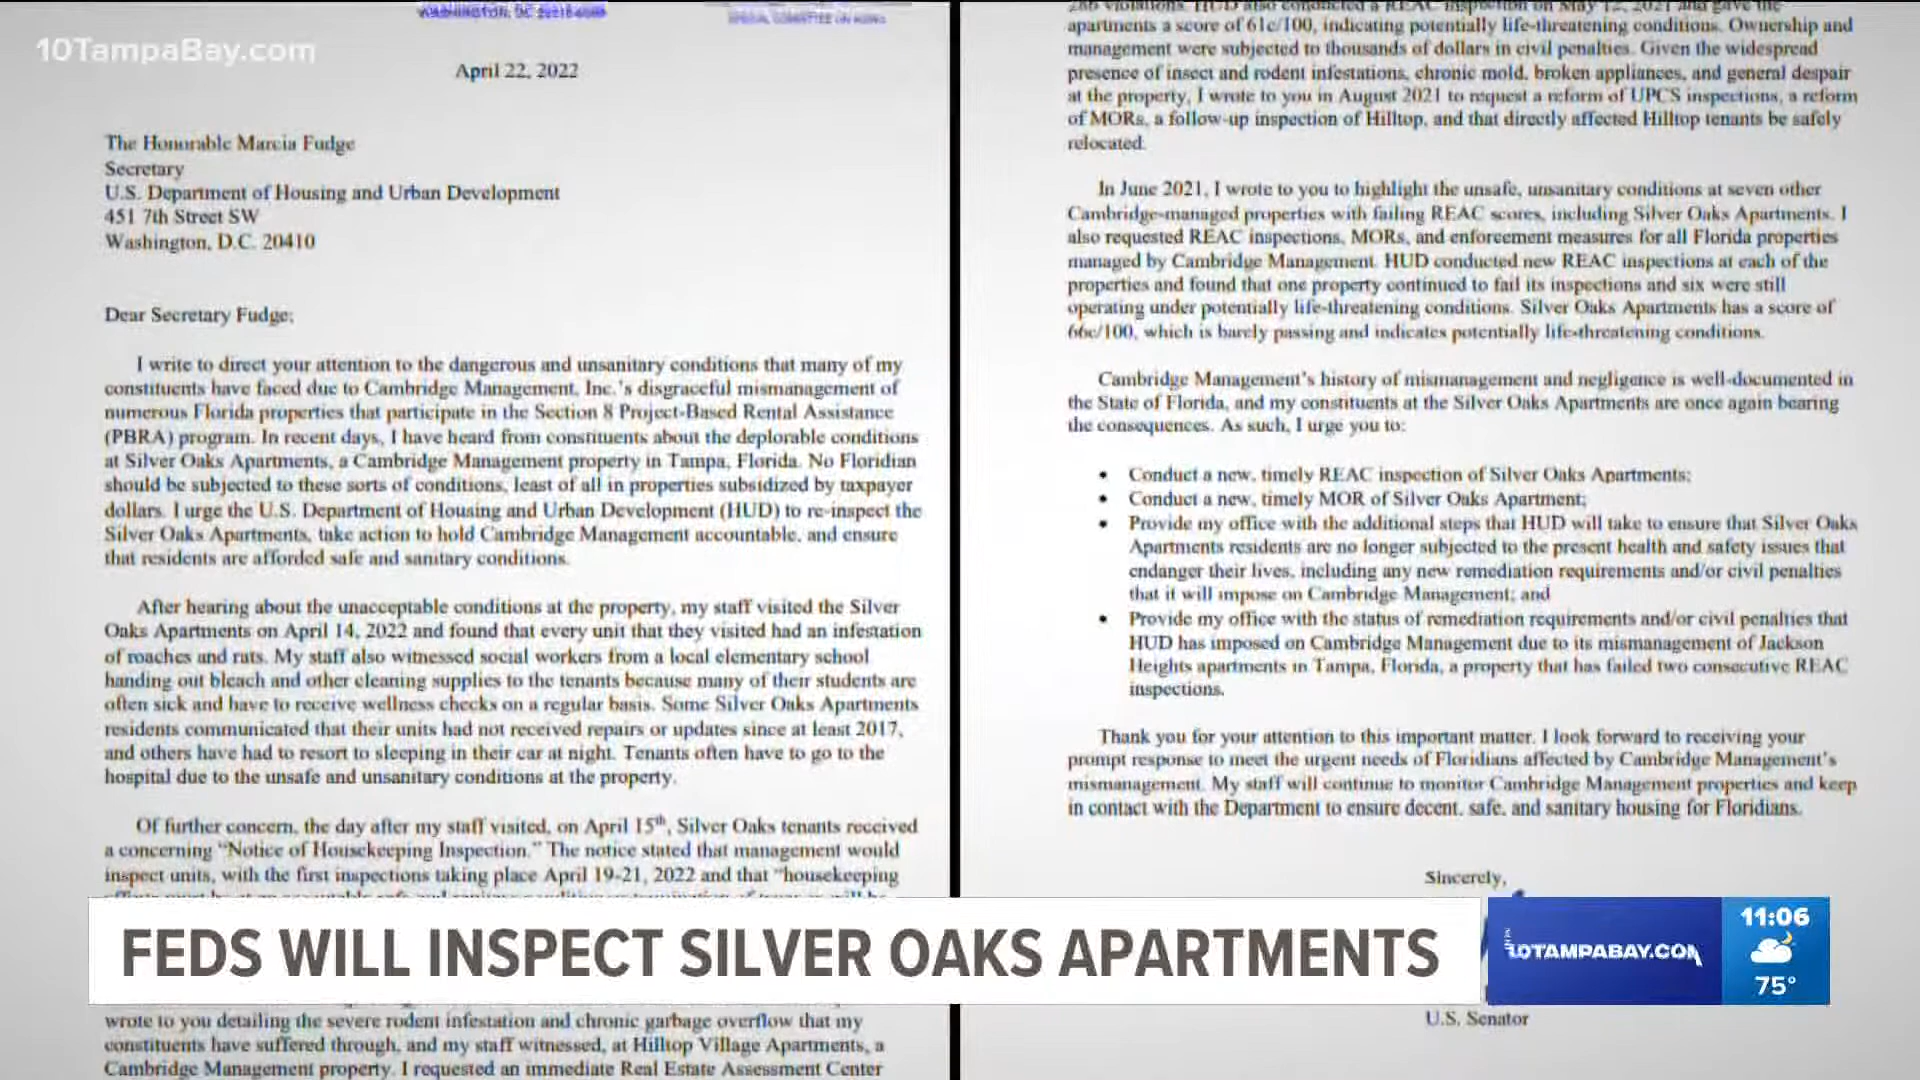 10TampaBay.com
WASHINGTON, DC
SPECIAL COMMITTEE ON AGING
April 22, 2022
The Honorable Marcia Fudge
Secretary
U.S. Department of Housing and Urban Development
451 7th Street SW
Washington, D.C. 20410
Dear Secretary Fudge:
I write to direct your attention to the dangerous and unsanitary conditions that many of my
constituents have faced due to Cambridge Management, Inc.'s disgraceful mismanagement of
numerous Florida properties that participate in the Section 8 Project-Based Rental Assistance
(PBRA) program. In recent days, I have heard from constituents about the deplorable conditions
at Silver Oaks Apartments, a Cambridge Management property in Tampa, Florida. No Floridian
should be subjected to these sorts of conditions, least of all in properties subsidized by taxpayer
dollars. I urge the U.S. Department of Housing and Urban Development (HUD) to re-inspect the
Silver Oaks Apartments, take action to hold Cambridge Management accountable, and ensure
that residents are afforded safe and sanitary conditions.
After hearing about the unacceptable conditions at the property, my staff visited the Silver
Oaks Apartments on April 14, 2022 and found that every unit that they visited had an infestation
of roaches and rats. My staff also witnessed social workers from a local elementary school
handing out bleach and other cleaning supplies to the tenants because many of their students are
often sick and have to receive wellness checks on a regular basis. Some Silver Oaks Apartments
residents communicated that their units had not received repairs or updates since at least 2017,
and others have had to resort to sleeping in their car at night. Tenants often have to go to the
hospital due to the unsafe and unsanitary conditions at the property.
Of further concern, the day after my staff visited, on April 15th, Silver Oaks tenants received
a concerning “Notice of Housekeeping Inspection.” The notice stated that management would
inspect units, with the first inspections taking place April 19-21, 2022 and that “housekeeping
wrote to you detailing the severe rodent infestation and chronic garbage overflow that my
constituents have suffered through, and my staff witnessed, at Hilltop Village Apartments, a
Cambridge Management property. I requested an immediate Real Estate Assessment Center
violations. HUD also conducted a REAC inspection on May 12, 2021 and gave the
apartments a score of 61c/100, indicating potentially life-threatening conditions. Ownership and
management were subjected to thousands of dollars in civil penalties. Given the widespread
presence of insect and rodent infestations, chronic mold, broken appliances, and general despair
at the property, I wrote to you in August 2021 to request a reform of UPCS inspections, a reform
of MORs, a follow-up inspection of Hilltop, and that directly affected Hilltop tenants be safely
relocated.
In June 2021, I wrote to you to highlight the unsafe, unsanitary conditions at seven other
Cambridge-managed properties with failing REAC scores, including Silver Oaks Apartments. I
also requested REAC inspections, MORs, and enforcement measures for all Florida properties
managed by Cambridge Management. HUD conducted new REAC inspections at each of the
properties and found that one property continued to fail its inspections and six were still
operating under potentially life-threatening conditions. Silver Oaks Apartments has a score of
66c/100, which is barely passing and indicates potentially life-threatening conditions.
Cambridge Management's history of mismanagement and negligence is well-documented in
the State of Florida, and my constituents at the Silver Oaks Apartments are once again bearing
the consequences. As such, I urge you to:
• Conduct a new, timely REAC inspection of Silver Oaks Apartments;
• Conduct a new, timely MOR of Silver Oaks Apartment;
• Provide my office with the additional steps that HUD will take to ensure that Silver Oaks
Apartments residents are no longer subjected to the present health and safety issues that
endanger their lives, including any new remediation requirements and/or civil penalties
that it will impose on Cambridge Management; and
• Provide my office with the status of remediation requirements and/or civil penalties that
HUD has imposed on Cambridge Management due to its mismanagement of Jackson
Heights apartments in Tampa, Florida, a property that has failed two consecutive REAC
inspections.
Thank you for your attention to this important matter. I look forward to receiving your
prompt response to meet the urgent needs of Floridians affected by Cambridge Management's
mismanagement. My staff will continue to monitor Cambridge Management properties and keep
in contact with the Department to ensure decent, safe, and sanitary housing for Floridians.
Sincerely,
U.S. Senator
FEDS WILL INSPECT SILVER OAKS APARTMENTS
10TAMPABAY.COM
11:06
75°